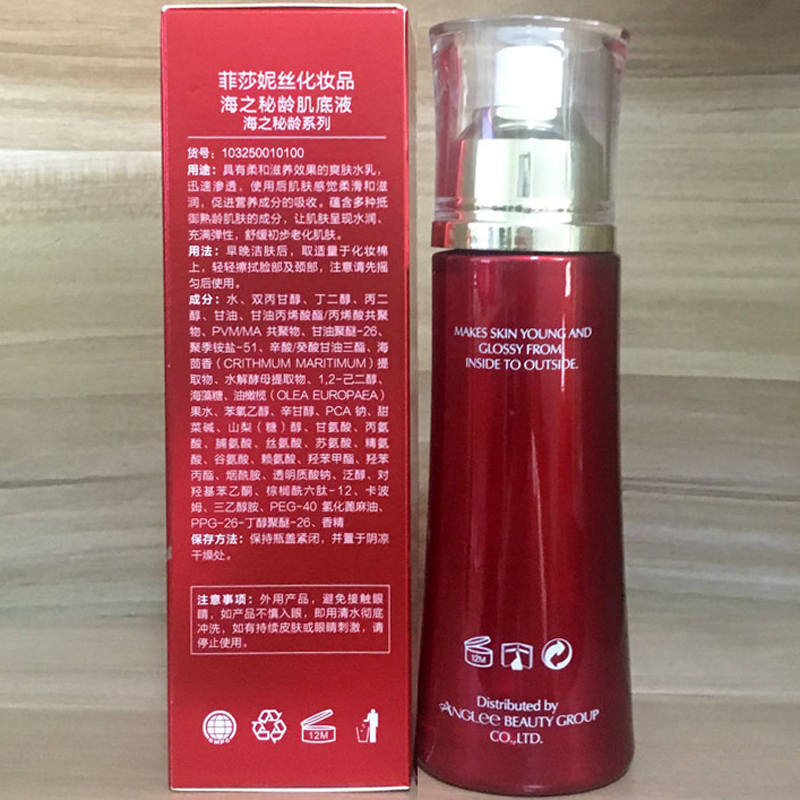 菲莎妮丝化妆品
海之秘龄肌底液
海之秘龄系列
货号：103250010100
用途：具有柔和滋养效果的爽肤水乳，
迅速渗透，使用后肌肤感觉柔滑和滋
润，促进营养成分的吸收。蕴含多种抵
御熟龄肌肤的成分，让肌肤呈现水润、
充满弹性，舒缓初步老化肌肤。
用法：早晚洁肤后，取适量于化妆棉
上，轻轻擦拭脸部及颈部，注意请先摇
匀后使用。
成分：水、双丙甘醇、丁二醇、丙二
醇、甘油、甘油丙烯酸酯/丙烯酸共聚
物、PVM/MA 共聚物、甘油聚醚-26、
聚季铵盐-51、辛酸/癸酸甘油三酯、海
茴香（CRITHMUM MARITIMUM）提
取物、水解酵母提取物、1,2-己二醇、
海藻糖、油橄榄（OLEA EUROPAEA）
果水、苯氧乙醇、辛甘醇、PCA 钠、甜
菜碱、山梨（糖）醇、甘氨酸、丙氨
酸、脯氨酸、丝氨酸、苏氨酸、精氨
酸、谷氨酸、赖氨酸、羟苯甲酯、羟苯
丙酯、烟酰胺、透明质酸钠、泛醇、对
羟基苯乙酮、棕榈酰六肽-12、卡波
姆、三乙醇胺、PEG-40 氢化蓖麻油、
PPG-26-丁醇聚醚-26、香精
保存方法：保持瓶盖紧闭，并置于阴凉
干燥处。
注意事项：外用产品，避免接触眼
睛，如产品不慎入眼，即用清水彻底
冲洗，如有持续皮肤或眼睛刺激，请
停止使用。
GMPC
12M
MAKES SKIN YOUNG AND
GLOSSY FROM
INSIDE TO OUTSIDE.
12M
Distributed by
ANGLee BEAUTY GROUP
CO.,LTD.